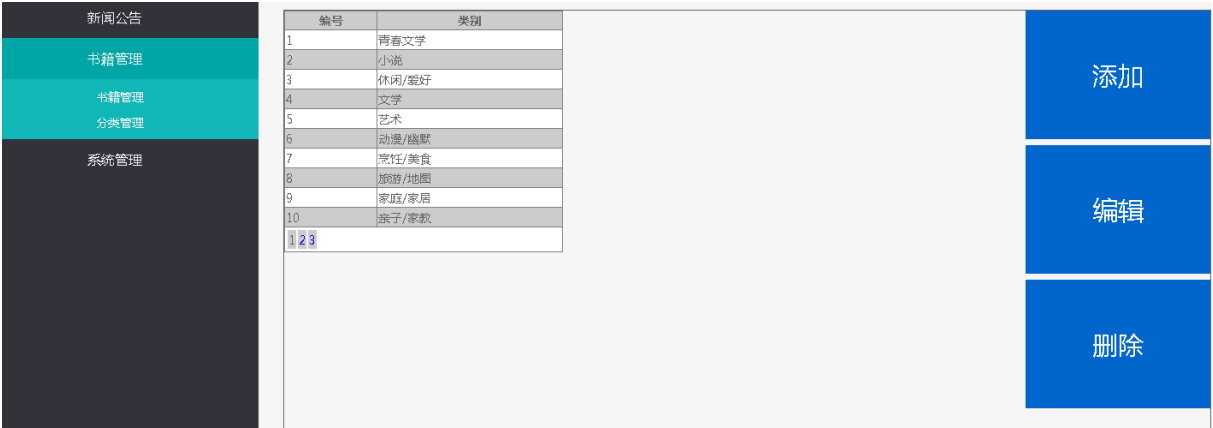 新闻公告
书籍管理
书籍管理
分类管理
系统管理
编号 类别
1 青春文学
2 小说
3 休闲/爱好
4 文学
5 艺术
6 动漫/幽默
7 烹饪/美食
8 旅游/地图
9 家庭/家居
10 亲子/家教
1 2 3
添加
编辑
删除